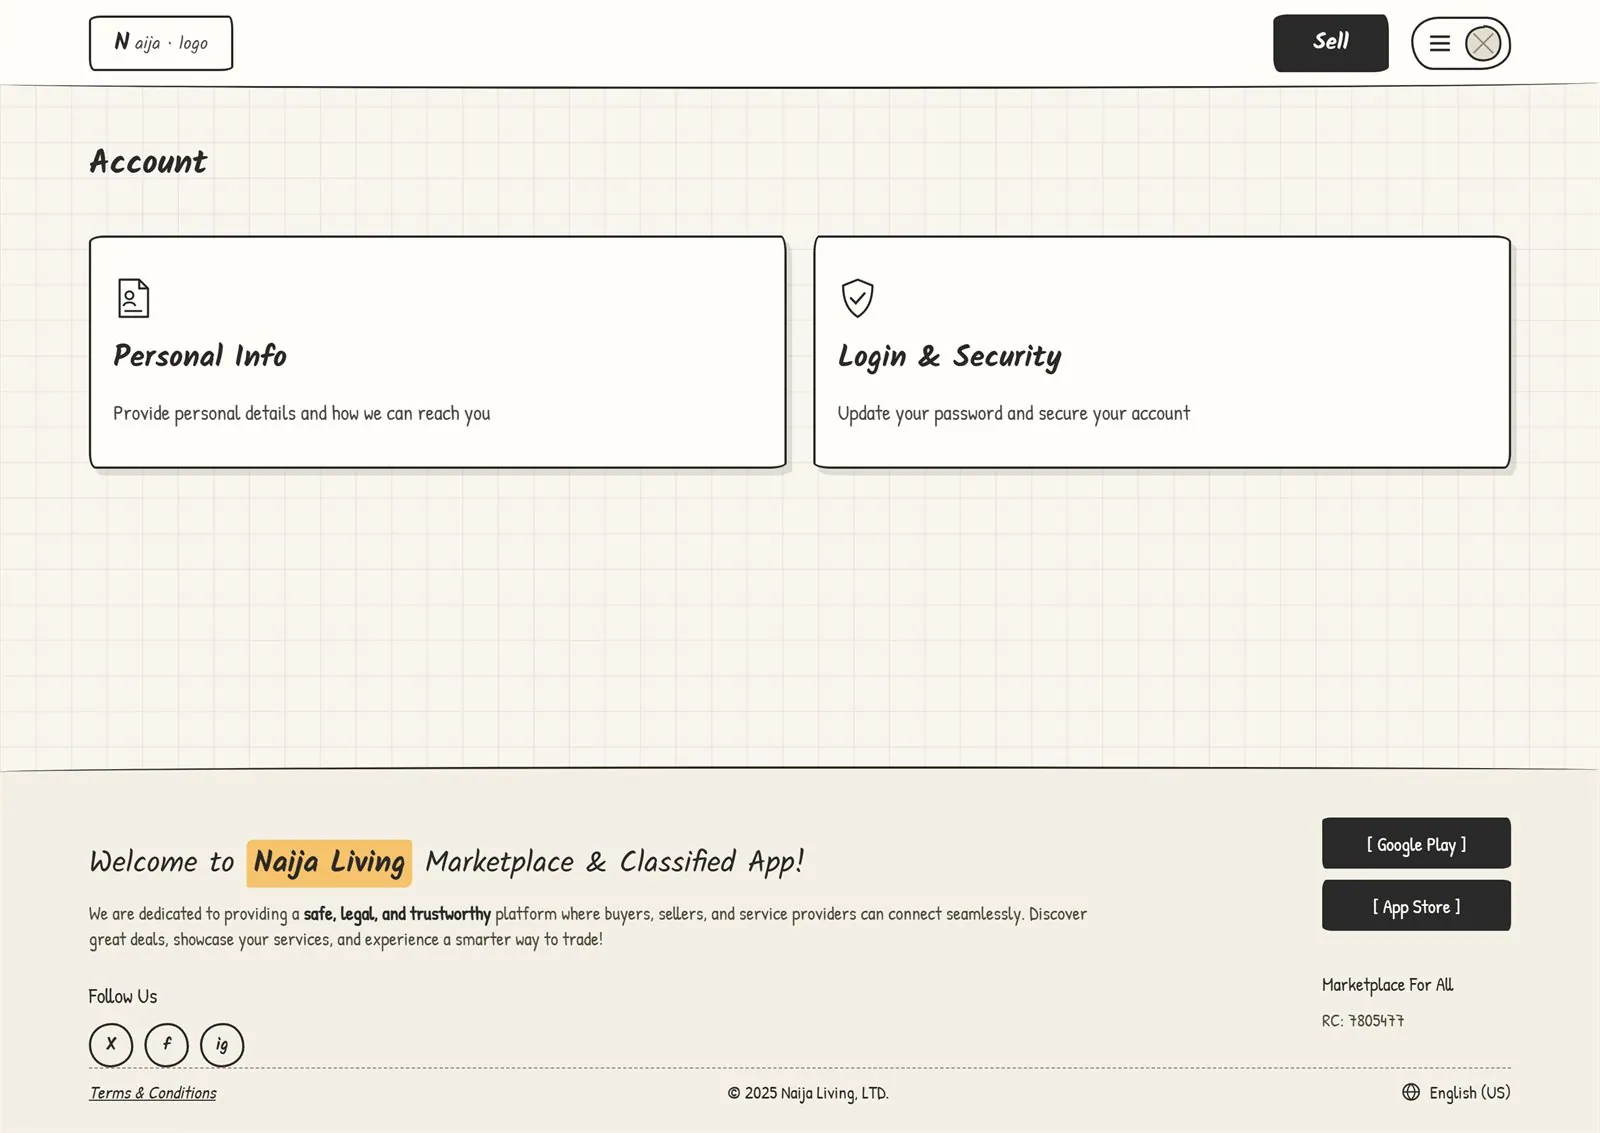 N aija · logo
Sell
Account
Personal Info
Provide personal details and how we can reach you
Login & Security
Update your password and secure your account
Welcome to Naija Living Marketplace & Classified App!
We are dedicated to providing a safe, legal, and trustworthy platform where buyers, sellers, and service providers can connect seamlessly. Discover
great deals, showcase your services, and experience a smarter way to trade!
Follow Us
X f ig
[ Google Play ]
[ App Store ]
Marketplace For All
RC: 7805477
Terms & Conditions
© 2025 Naija Living, LTD.
English (US)